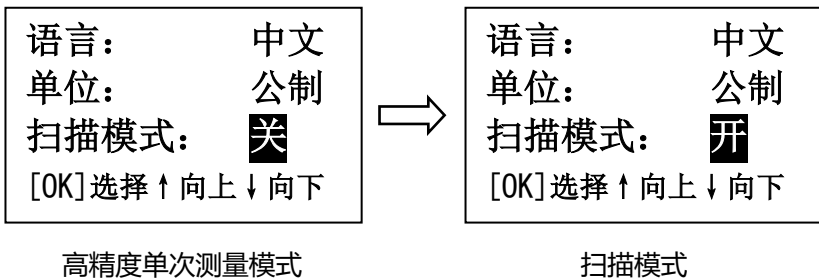 语言： 中文
单位： 公制
扫描模式： 关
[OK]选择↑向上↓向下
高精度单次测量模式
语言： 中文
单位： 公制
扫描模式： 开
[OK]选择↑向上↓向下
扫描模式